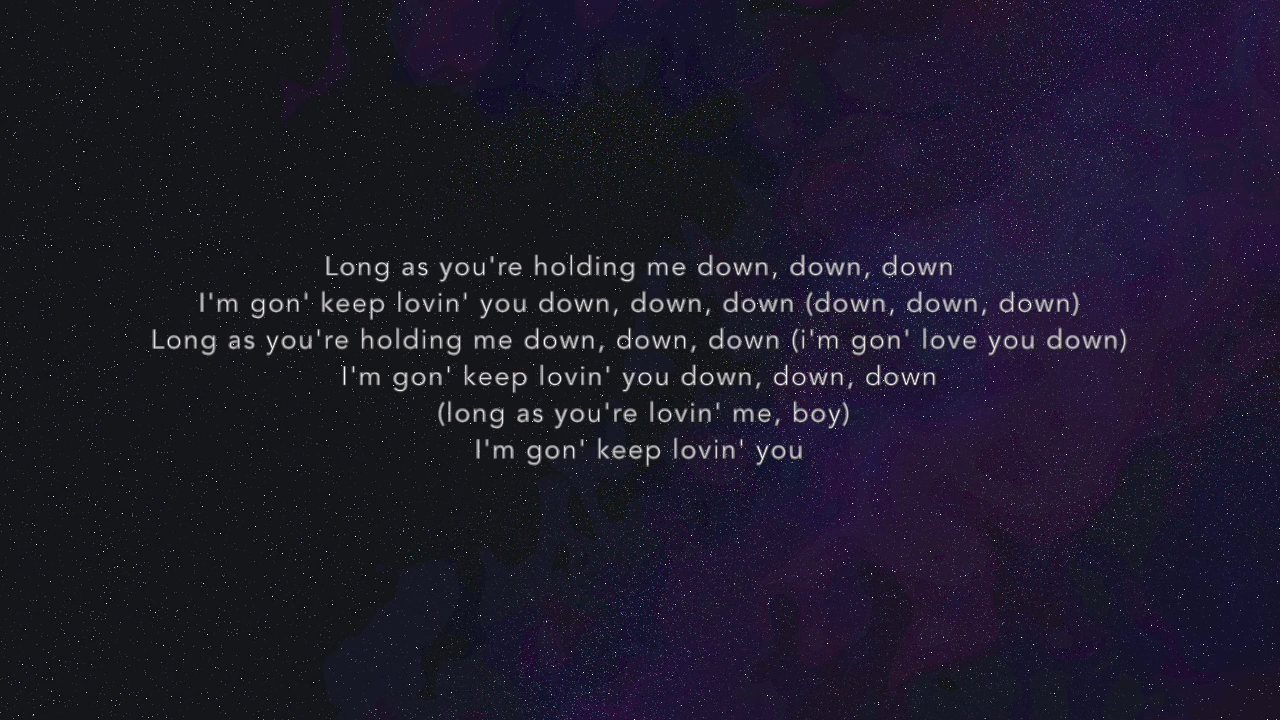 Long as you're holding me down, down, down
I'm gon' keep lovin' you down, down, down (down, down, down)
Long as you're holding me down, down, down (i'm gon' love you down)
I'm gon' keep lovin' you down, down, down
(long as you're lovin' me, boy)
I'm gon' keep lovin' you